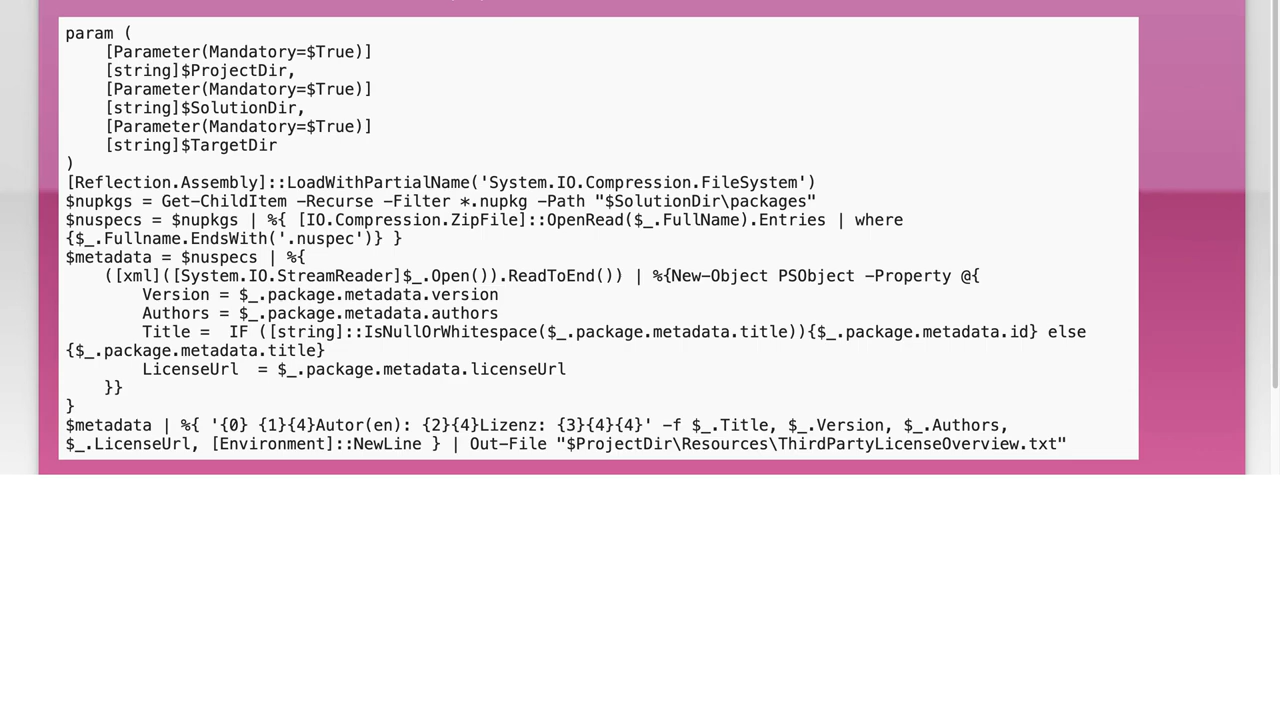 param (
    [Parameter(Mandatory=$True)]
    [string]$ProjectDir,
    [Parameter(Mandatory=$True)]
    [string]$SolutionDir,
    [Parameter(Mandatory=$True)]
    [string]$TargetDir
)
[Reflection.Assembly]::LoadWithPartialName('System.IO.Compression.FileSystem')
$nupkgs = Get-ChildItem -Recurse -Filter *.nupkg -Path "$SolutionDir\packages"
$nuspecs = $nupkgs | %{ [IO.Compression.ZipFile]::OpenRead($_.FullName).Entries | where
{$_.Fullname.EndsWith('.nuspec')} }
$metadata = $nuspecs | %{
    ([xml]([System.IO.StreamReader]$_.Open()).ReadToEnd()) | %{New-Object PSObject -Property @{
        Version = $_.package.metadata.version
        Authors = $_.package.metadata.authors
        Title =  IF ([string]::IsNullOrWhitespace($_.package.metadata.title)){$_.package.metadata.id} else
{$_.package.metadata.title}
        LicenseUrl  = $_.package.metadata.licenseUrl
    }}
}
$metadata | %{ '{0} {1}{4}Autor(en): {2}{4}Lizenz: {3}{4}{4}' -f $_.Title, $_.Version, $_.Authors,
$_.LicenseUrl, [Environment]::NewLine } | Out-File "$ProjectDir\Resources\ThirdPartyLicenseOverview.txt"